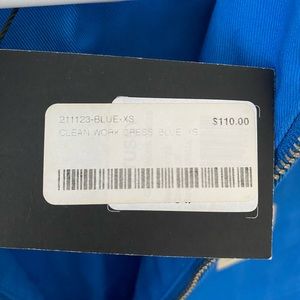 211123-BLUE-XS
$110.00
CLEAN WORK DRESS BLUE XS